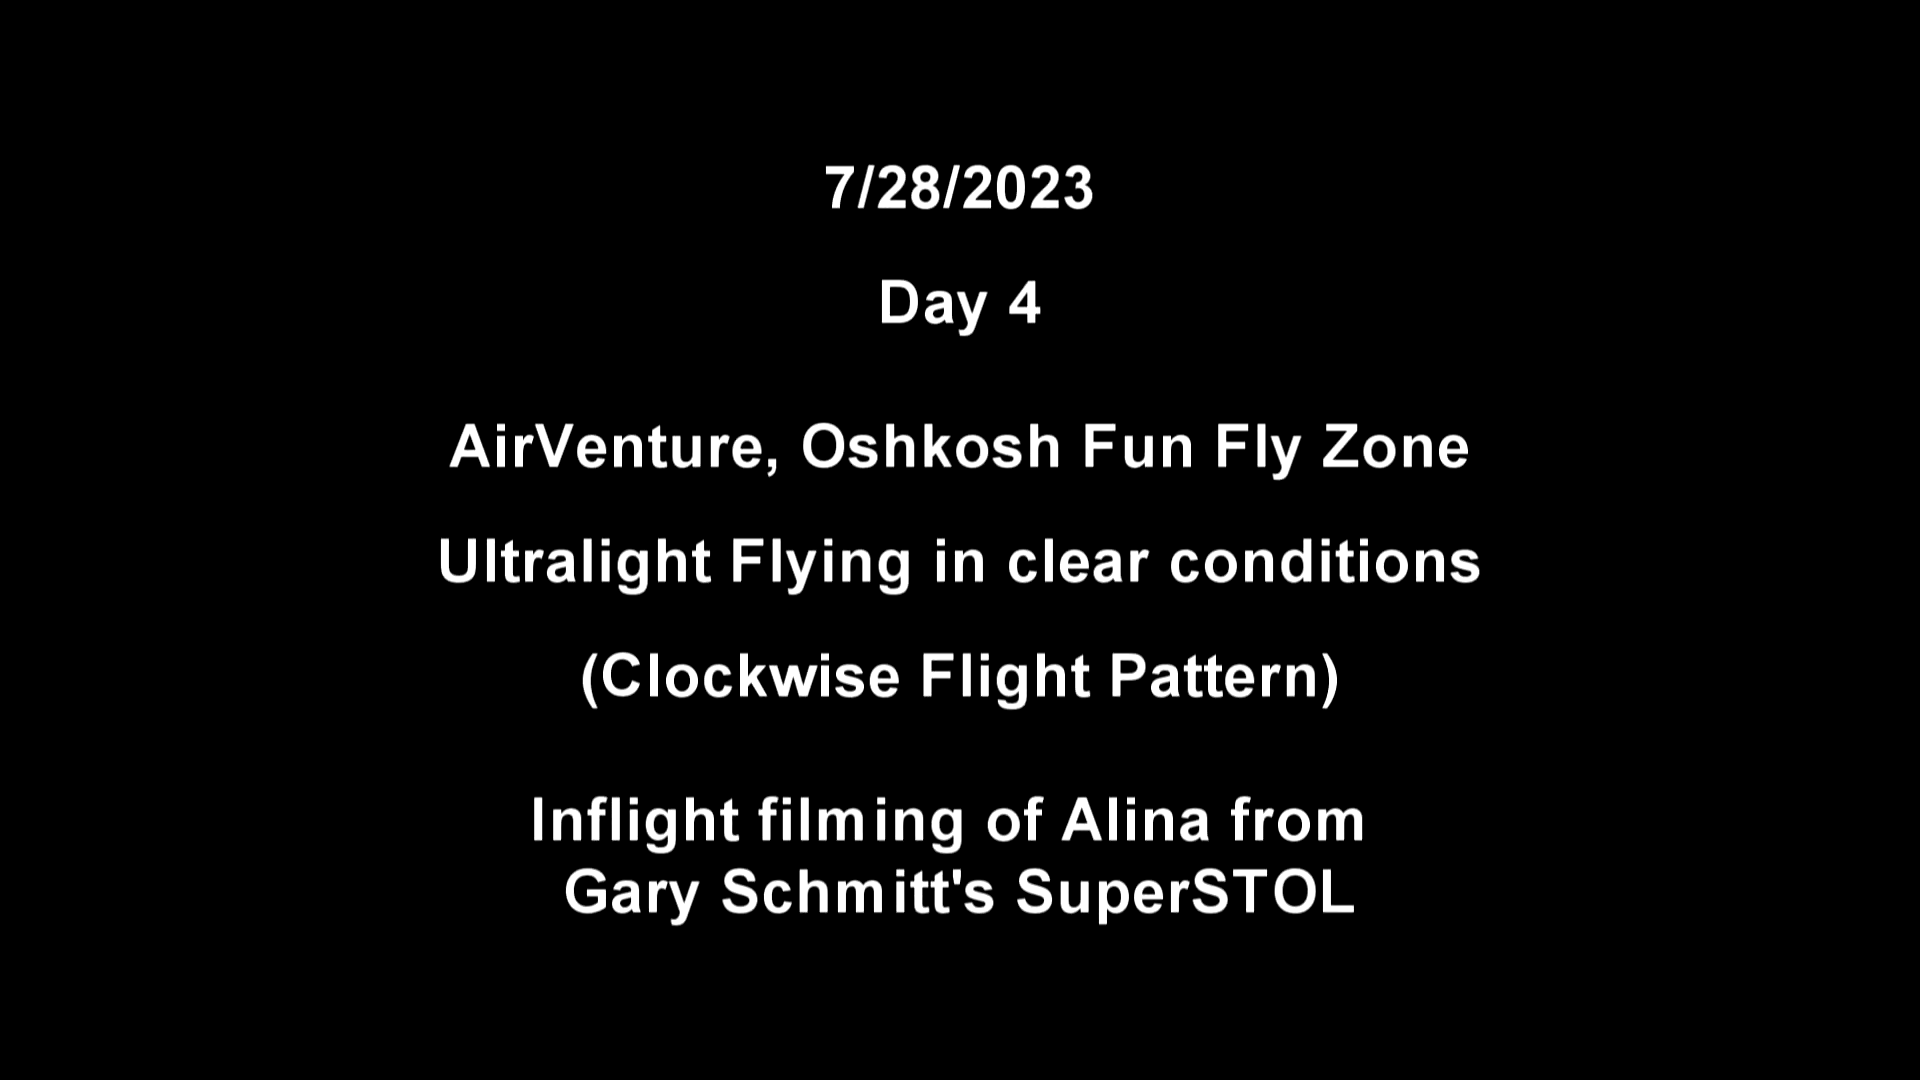 7/28/2023
Day 4
AirVenture, Oshkosh Fun Fly Zone
Ultralight Flying in clear conditions
(Clockwise Flight Pattern)
Inflight filming of Alina from
Gary Schmitt's SuperSTOL